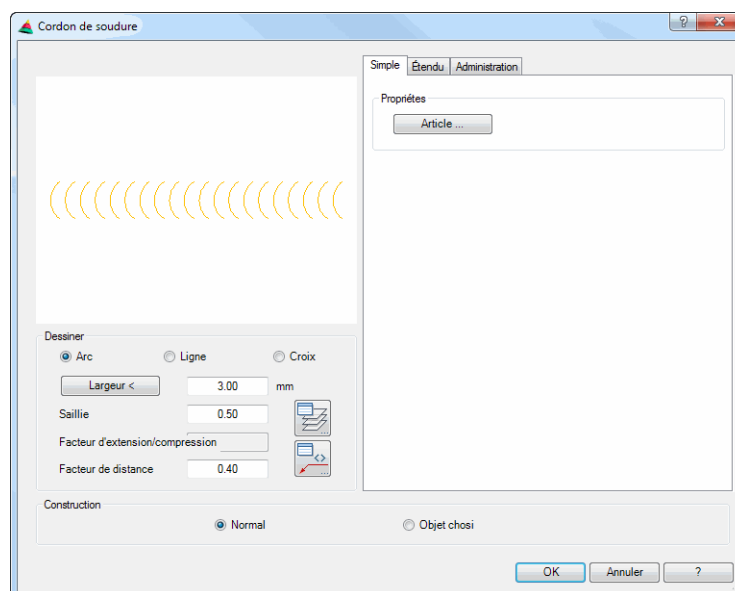 Cordon de soudure
?
Simple Étendu Administration
Propriétes
Article ...
Dessiner
Arc Ligne Croix
Largeur < 3.00 mm
Saillie 0.50
Facteur d'extension/compression
Facteur de distance 0.40
Construction
Normal Objet chosi
OK Annuler ?